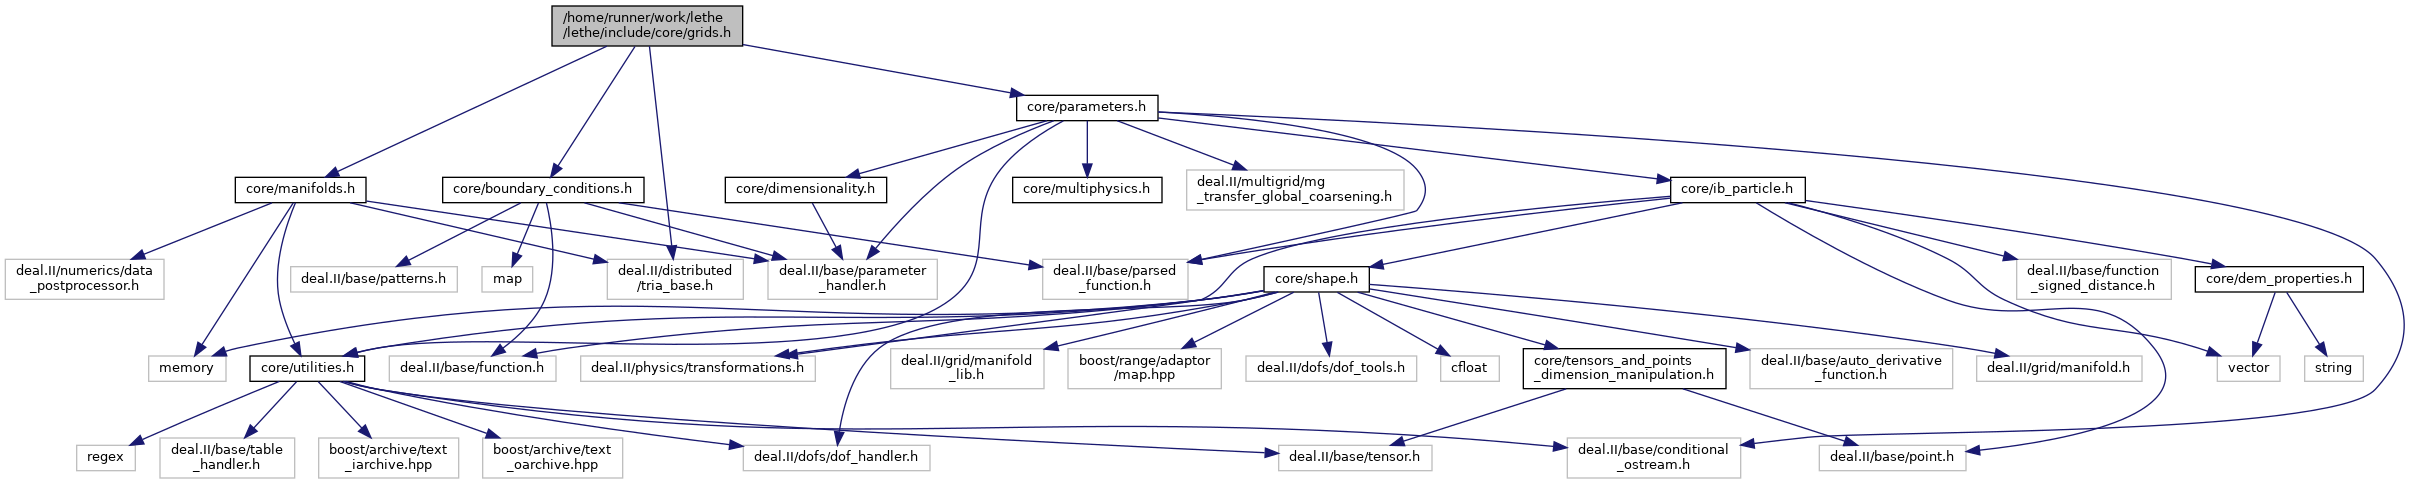 /home/runner/work/lethe
/lethe/include/core/grids.h
core/parameters.h
core/manifolds.h
core/boundary_conditions.h
core/dimensionality.h
core/multiphysics.h
deal.II/multigrid/mg
_transfer_global_coarsening.h
core/ib_particle.h
deal.II/numerics/data
_postprocessor.h
deal.II/base/patterns.h
map
deal.II/distributed
/tria_base.h
deal.II/base/parameter
_handler.h
deal.II/base/parsed
_function.h
core/shape.h
deal.II/base/function
_signed_distance.h
core/dem_properties.h
memory
core/utilities.h
deal.II/base/function.h
deal.II/physics/transformations.h
deal.II/grid/manifold
_lib.h
boost/range/adaptor
/map.hpp
deal.II/dofs/dof_tools.h
cfloat
core/tensors_and_points
_dimension_manipulation.h
deal.II/base/auto_derivative
_function.h
deal.II/grid/manifold.h
vector
string
regex
deal.II/base/table
_handler.h
boost/archive/text
_iarchive.hpp
boost/archive/text
_oarchive.hpp
deal.II/dofs/dof_handler.h
deal.II/base/tensor.h
deal.II/base/conditional
_ostream.h
deal.II/base/point.h